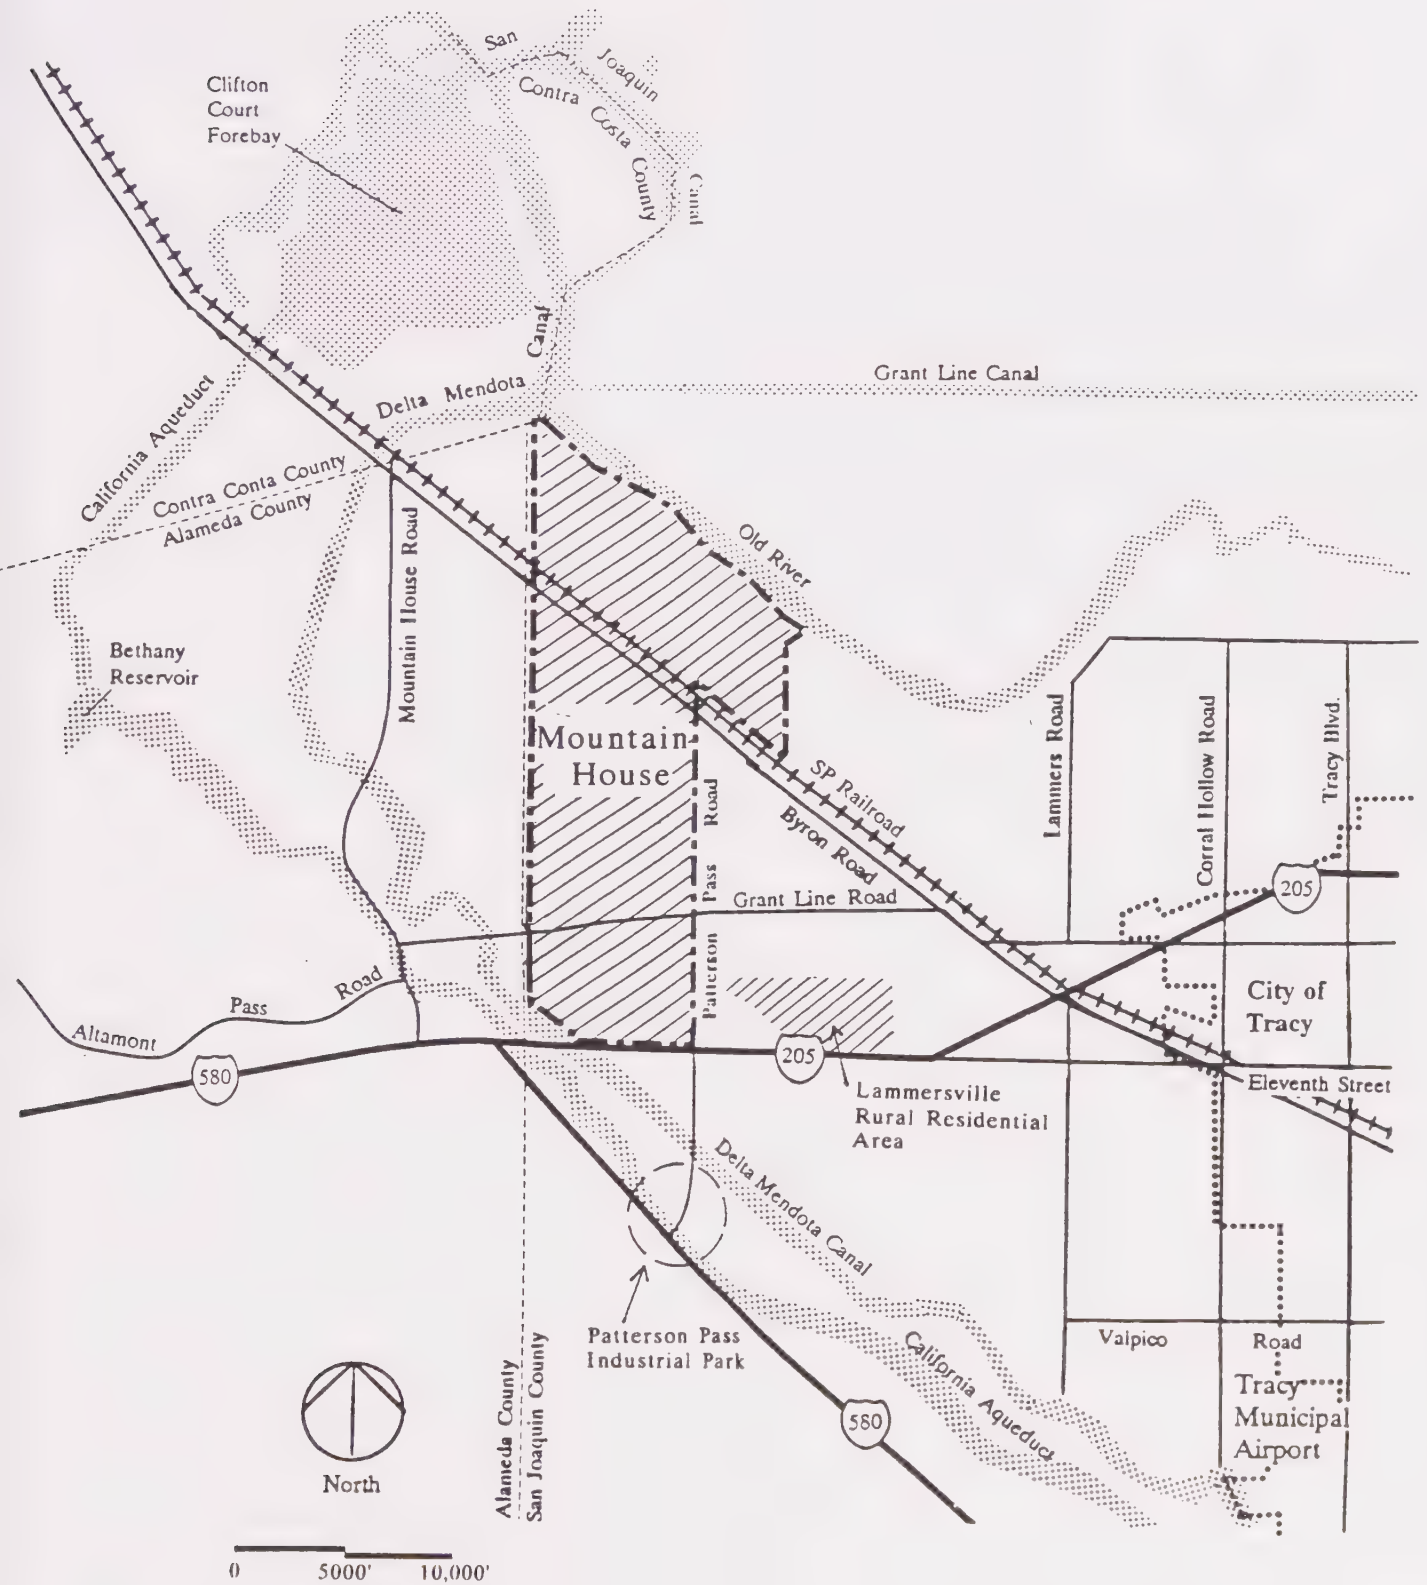 San
Joaquin
Clifton
Court
Forebay
Contra Costa County
Canal
Canal
Grant Line Canal
Delta Mendota
California Aqueduct
Contra Conta County
Alameda County
Old River
Mountain House Road
Bethany
Reservoir
Mountain
House
Lammers Road
Corral Hollow Road
Tracy Blvd.
SP Railroad
Byron Road
Patterson Pass Road
Grant Line Road
205
City of
Tracy
Altamont Pass Road
580
205
Eleventh Street
Lammersville
Rural Residential
Area
Delta Mendota Canal
Patterson Pass
Industrial Park
California Aqueduct
Valpico Road
Tracy
Municipal
Airport
580
Alameda County
San Joaquin County
North
0 5000' 10,000'